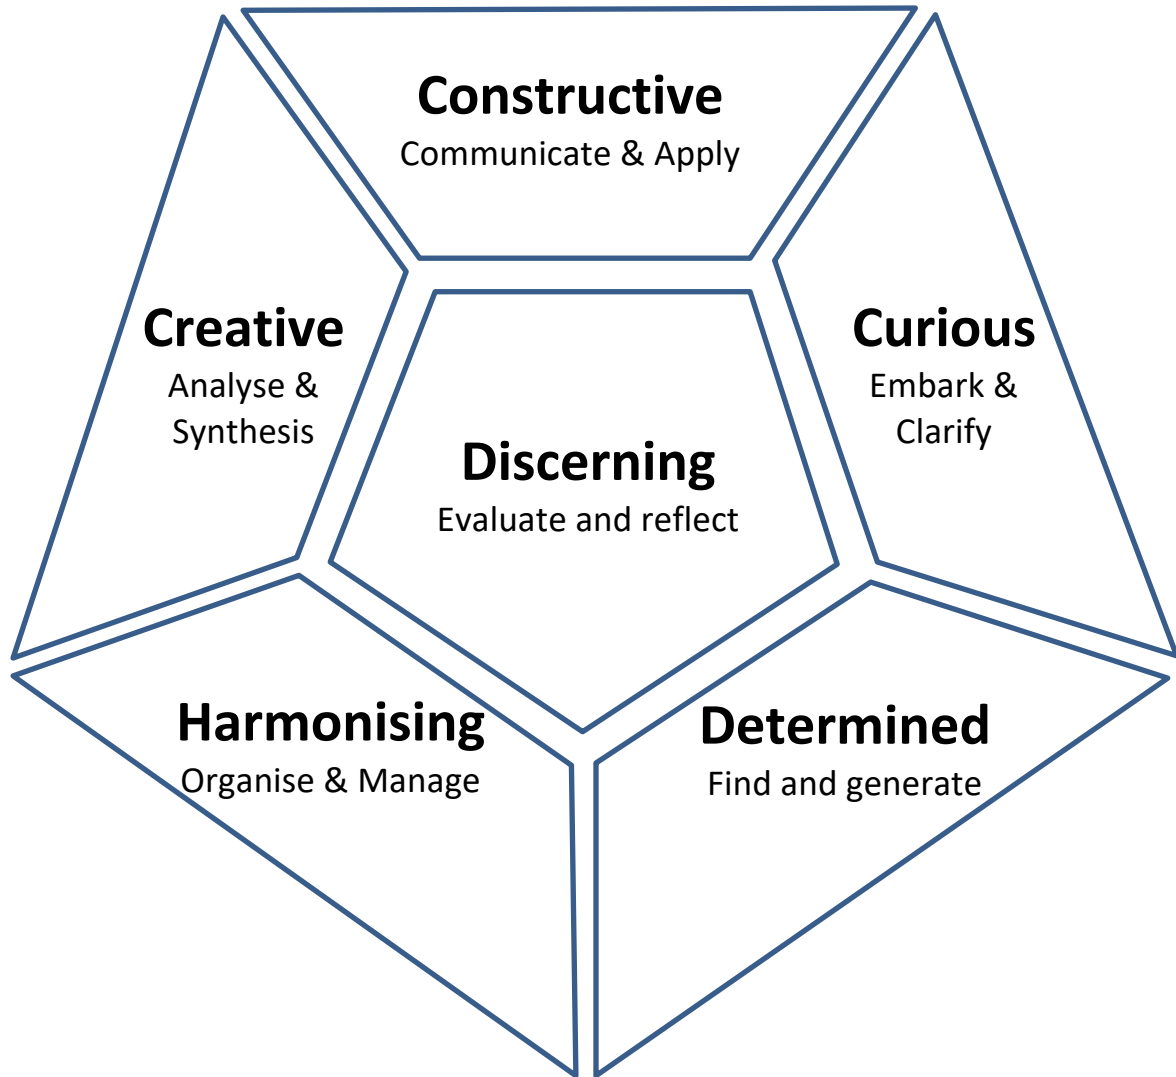 Constructive
Communicate & Apply
Creative
Analyse &
Synthesis
Curious
Embark &
Clarify
Discerning
Evaluate and reflect
Harmonising
Organise & Manage
Determined
Find and generate